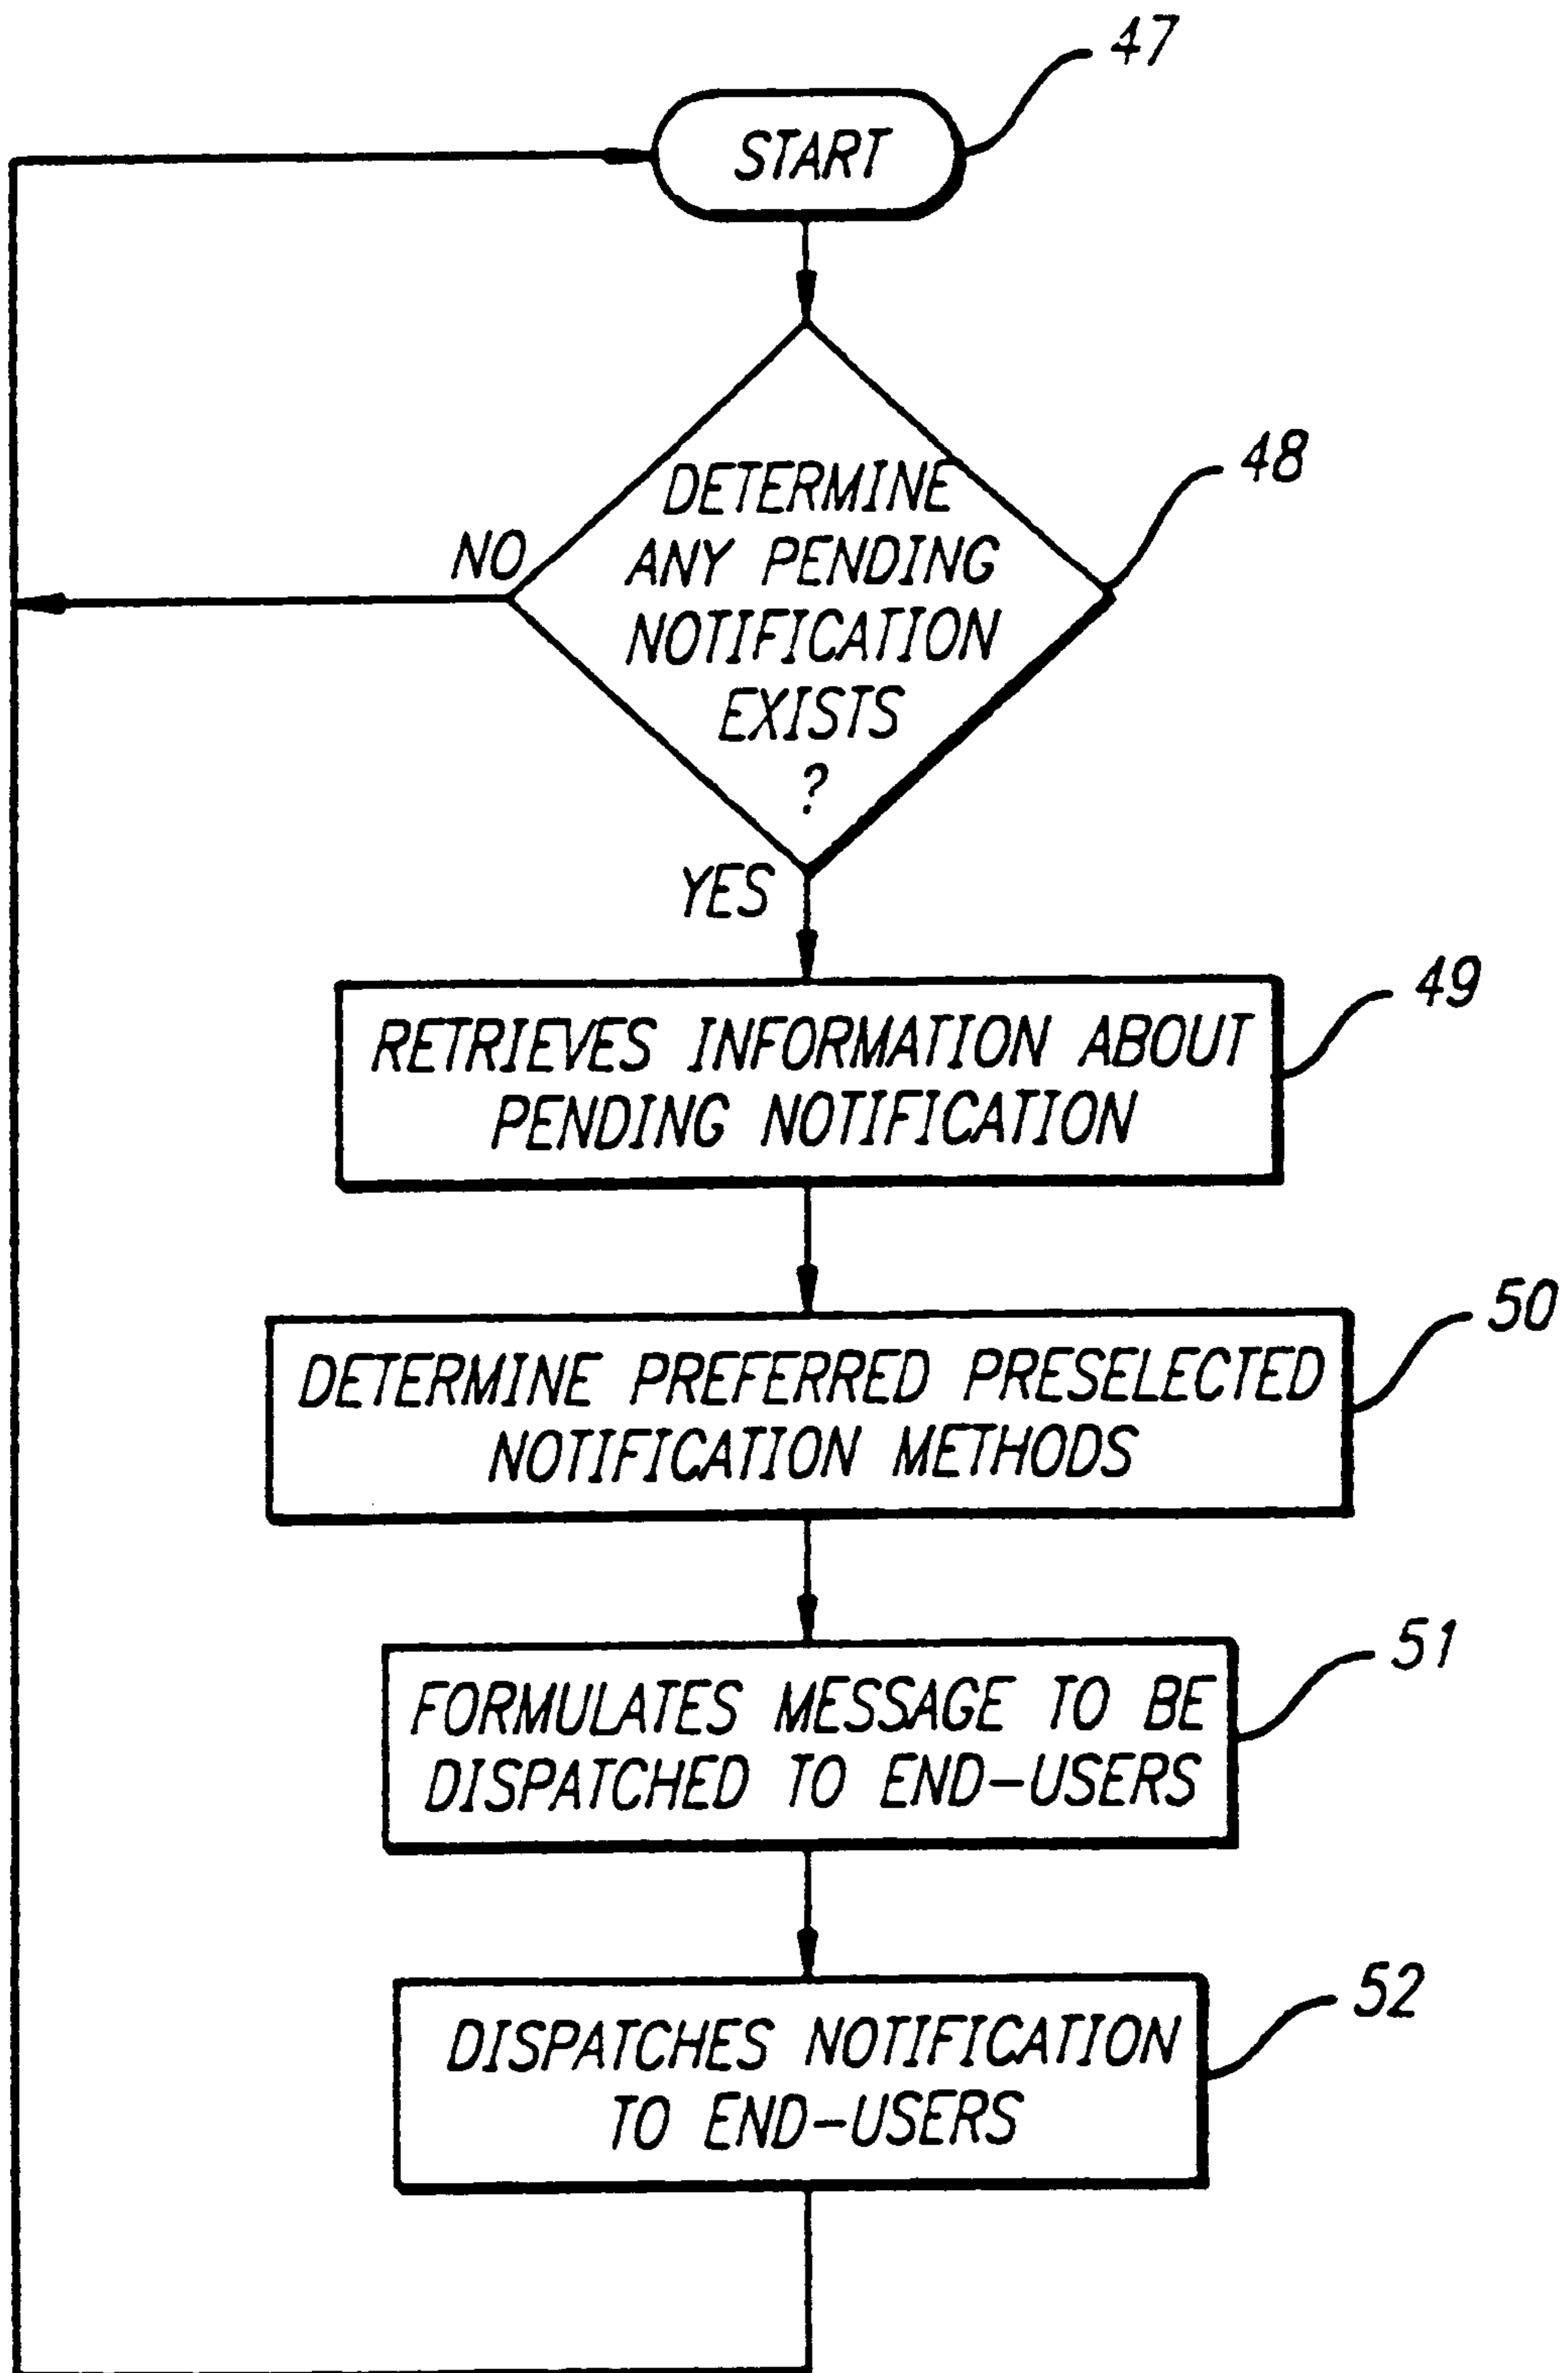 47
START
48
DETERMINE
ANY PENDING
NOTIFICATION
EXISTS
?
NO
YES
49
RETRIEVES INFORMATION ABOUT
PENDING NOTIFICATION
50
DETERMINE PREFERRED PRESELECTED
NOTIFICATION METHODS
51
FORMULATES MESSAGE TO BE
DISPATCHED TO END-USERS
52
DISPATCHES NOTIFICATION
TO END-USERS